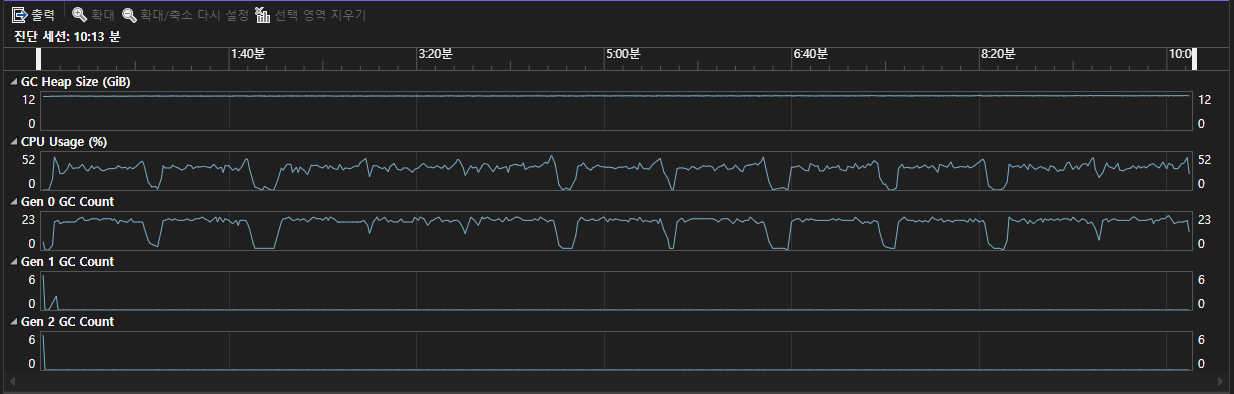 출력 확대 확대/축소 다시 설정 선택 영역 지우기
진단 세션: 10:13 분
1:40분 3:20분 5:00분 6:40분 8:20분 10:0
GC Heap Size (GiB)
12 12
0 0
CPU Usage (%)
52 52
0 0
Gen 0 GC Count
23 23
0 0
Gen 1 GC Count
6 6
0 0
Gen 2 GC Count
6 6
0 0